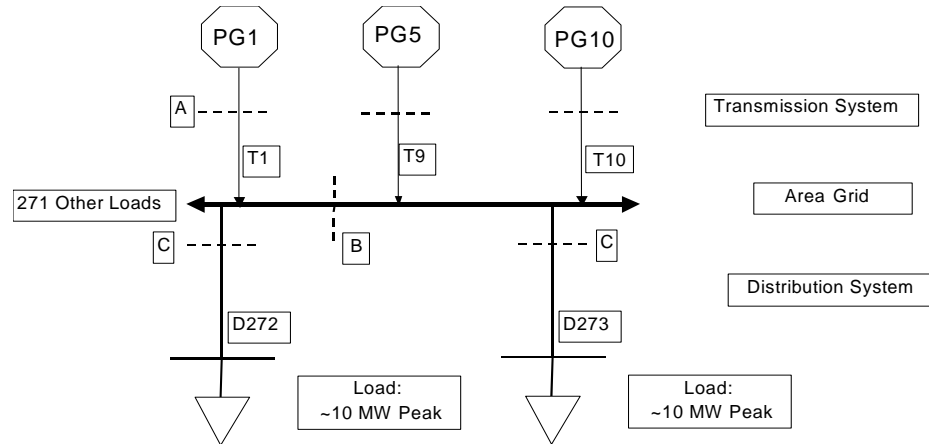 PG1
PG5
PG10
A
Transmission System
T1
T9
T10
271 Other Loads
Area Grid
C
B
C
Distribution System
D272
D273
Load:
~10 MW Peak
Load:
~10 MW Peak